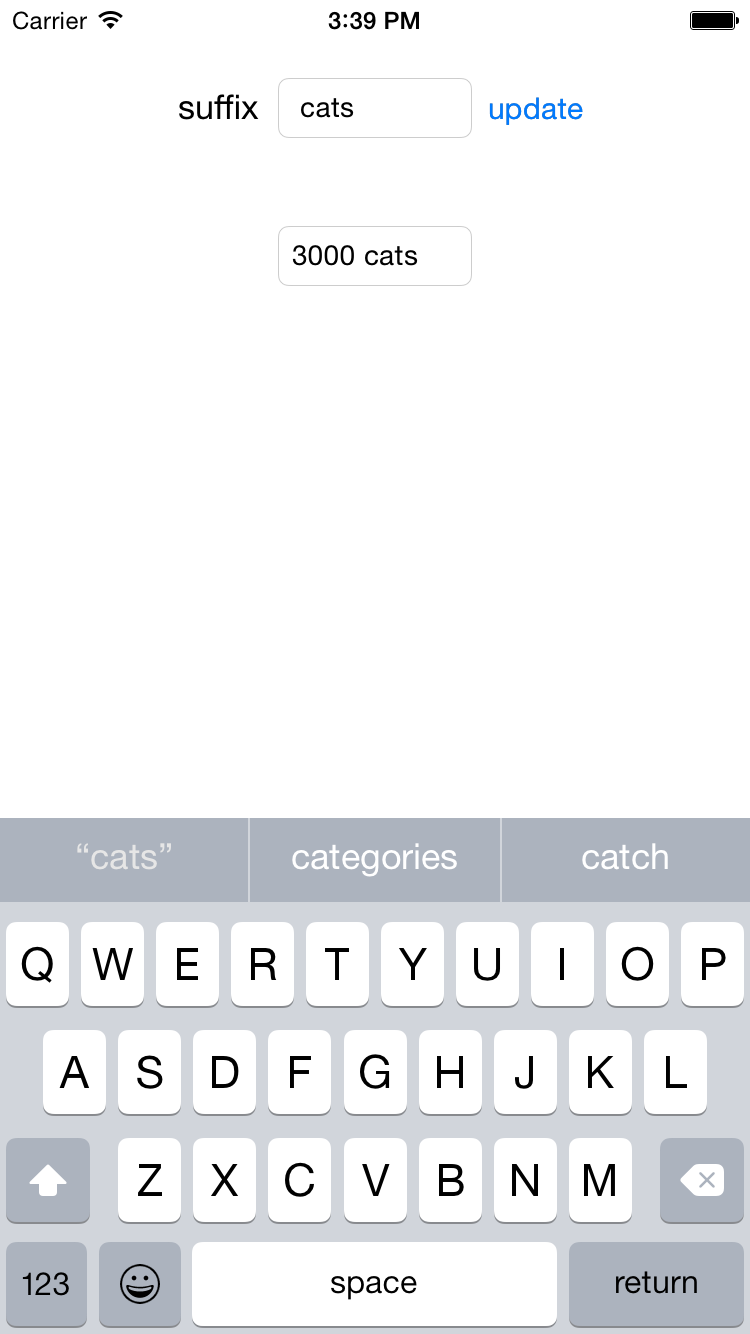 Carrier 3:39 PM
suffix cats update
3000 cats
“cats” categories catch
Q W E R T Y U I O P
A S D F G H J K L
Z X C V B N M
123 space return